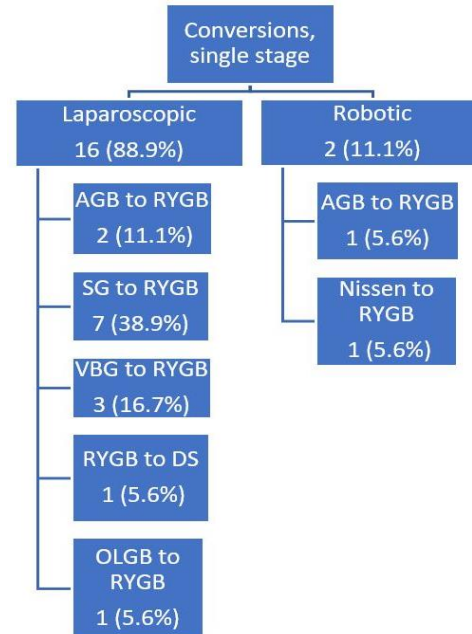 Conversions,
single stage
Laparoscopic
16 (88.9%)
Robotic
2 (11.1%)
AGB to RYGB
2 (11.1%)
SG to RYGB
7 (38.9%)
VBG to RYGB
3 (16.7%)
RYGB to DS
1 (5.6%)
OLGB to
RYGB
1 (5.6%)
AGB to RYGB
1 (5.6%)
Nissen to
RYGB
1 (5.6%)